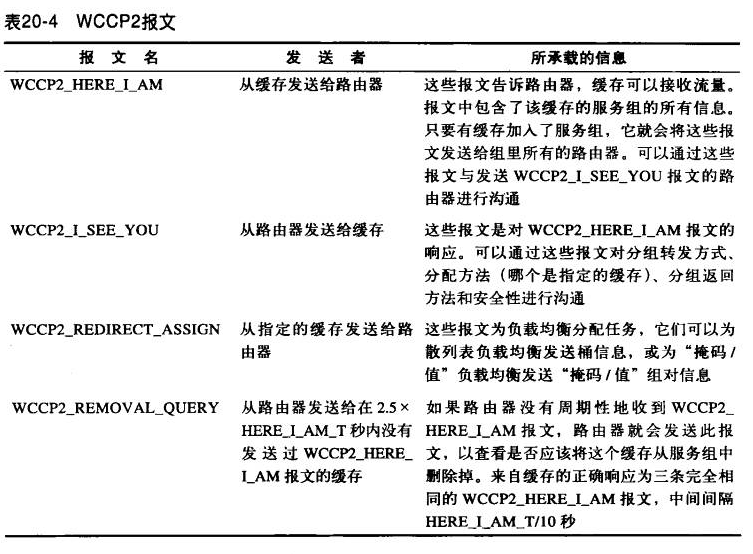 表20-4 WCCP2报文
报文名 发送者 所承载的信息
WCCP2_HERE_I_AM 从缓存发送给路由器 这些报文告诉路由器，缓存可以接收流量。
报文中包含了该缓存的服务组的所有信息。
只要有缓存加入了服务组，它就会将这些报
文发送给组里所有的路由器。可以通过这些
报文与发送 WCCP2_I_SEE_YOU 报文的路
由器进行沟通
WCCP2_I_SEE_YOU 从路由器发送给缓存 这些报文是对 WCCP2_HERE_I_AM 报文的
响应。可以通过这些报文对分组转发方式、
分配方法（哪个是指定的缓存）、分组返回
方法和安全性进行沟通
WCCP2_REDIRECT_ASSIGN 从指定的缓存发送给路 这些报文为负载均衡分配任务，它们可以为
由器 散列表负载均衡发送桶信息，或为“掩码 /
值”负载均衡发送“掩码 / 值”组对信息
WCCP2_REMOVAL_QUERY 从路由器发送给在 2.5× 如果路由器没有周期性地收到 WCCP2_
HERE_I_AM_T 秒内没有 HERE_I_AM 报文，路由器就会发送此报
发送过 WCCP2_HERE_ 文，以查看是否应该将这个缓存从服务组中
I_AM 报文的缓存 删除掉。来自缓存的正确响应为三条完全相
同的 WCCP2_HERE_I_AM 报文，中间间隔
HERE_I_AM_T/10 秒